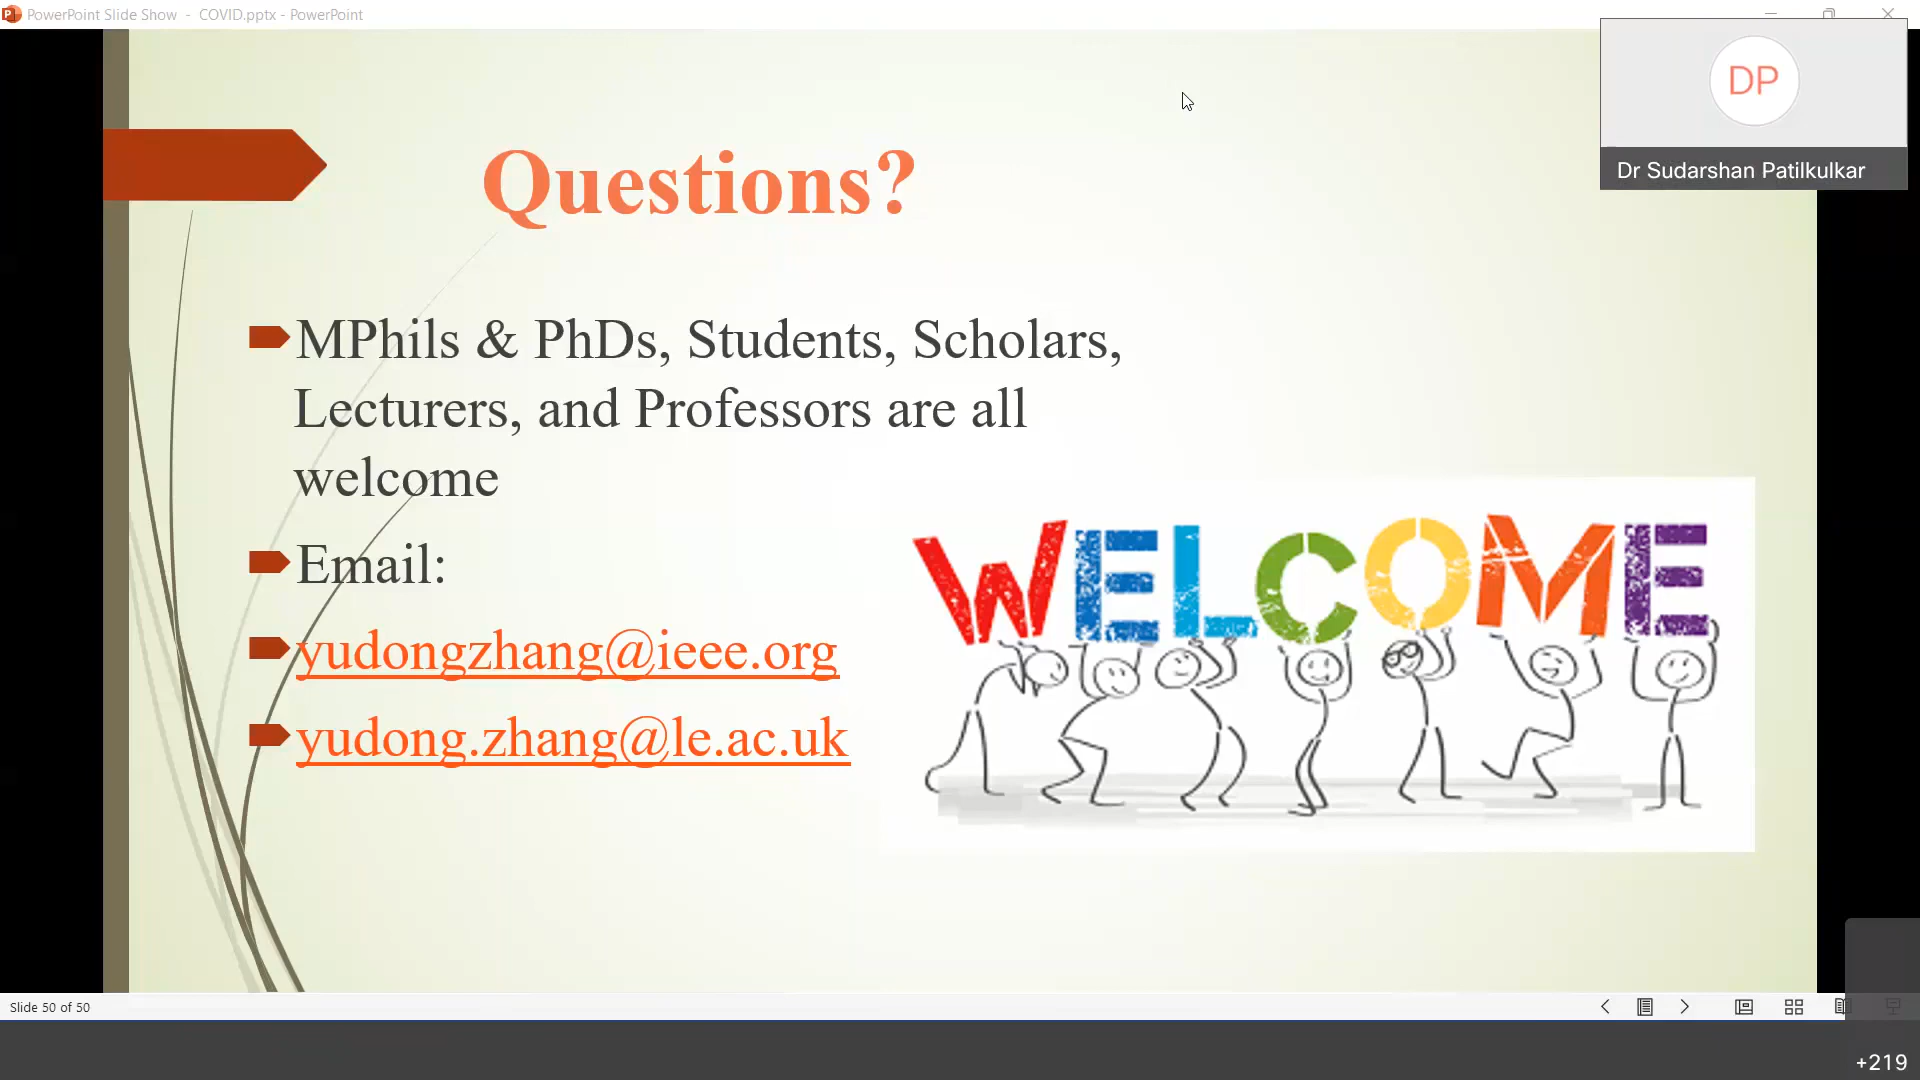 PowerPoint Slide Show - COVID.pptx - PowerPoint
DP
Dr Sudarshan Patilkulkar
Questions?
MPhils & PhDs, Students, Scholars,
Lecturers, and Professors are all
welcome
Email:
yudongzhang@ieee.org
yudong.zhang@le.ac.uk
WELCOME
Slide 50 of 50
+219